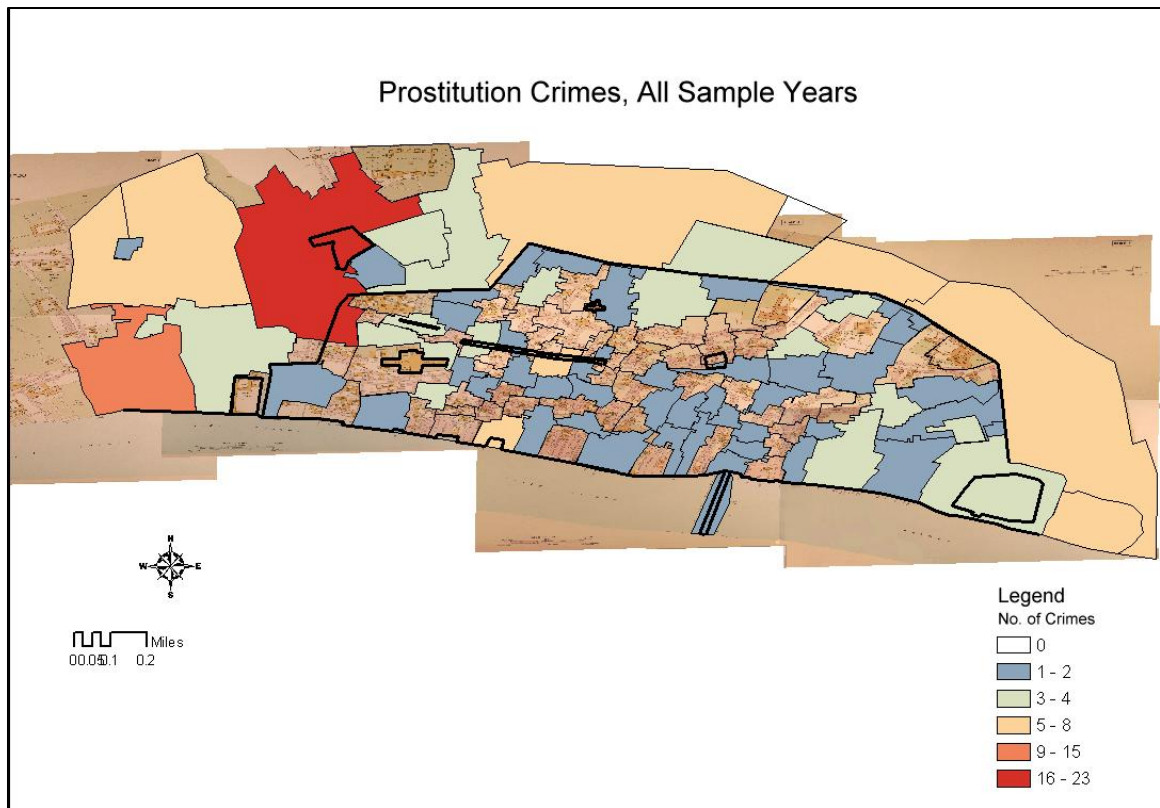 Prostitution Crimes, All Sample Years
N
W E
S
Miles
00.050.1 0.2
Legend
No. of Crimes
0
1 - 2
3 - 4
5 - 8
9 - 15
16 - 23